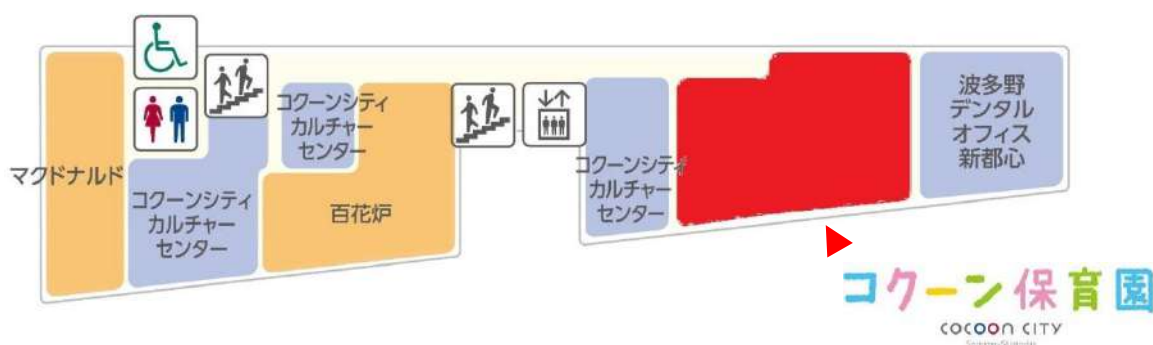 マクドナルド
コクーンシティ
カルチャー
センター
コクーンシティ
カルチャー
センター
百花炉
コクーンシティ
カルチャー
センター
波多野
デンタル
オフィス
新都心
コクーン保育園
COCOON CITY